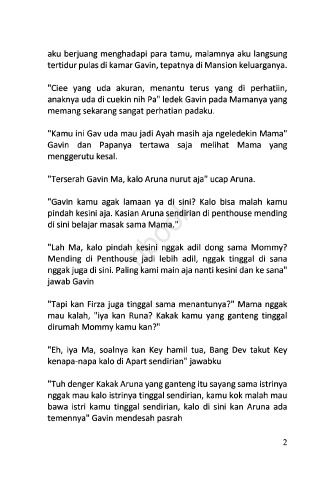 aku berjuang menghadapi para tamu, malamnya aku langsung
tertidur pulas di kamar Gavin, tepatnya di Mansion keluarganya.
"Ciee yang uda akuran, menantu terus yang di perhatiin,
anaknya uda di cuekin nih Pa" ledek Gavin pada Mamanya yang
memang sekarang sangat perhatian padaku.
"Kamu ini Gav uda mau jadi Ayah masih aja ngeledekin Mama"
Gavin dan Papanya tertawa saja melihat Mama yang
menggerutu kesal.
"Terserah Gavin Ma, kalo Aruna nurut aja" ucap Aruna.
"Gavin kamu agak lamaan ya di sini? Kalo bisa malah kamu
pindah kesini aja. Kasian Aruna sendirian di penthouse mending
di sini belajar masak sama Mama."
"Lah Ma, kalo pindah kesini nggak adil dong sama Mommy?
Mending di Penthouse jadi lebih adil, nggak tinggal di sana
nggak juga di sini. Paling kami main aja nanti kesini dan ke sana"
jawab Gavin
"Tapi kan Firza juga tinggal sama menantunya?" Mama nggak
mau kalah, "iya kan Runa? Kakak kamu yang ganteng tinggal
dirumah Mommy kamu kan?"
"Eh, iya Ma, soalnya kan Key hamil tua, Bang Dev takut Key
kenapa-napa kalo di Apart sendirian" jawabku
"Tuh denger Kakak Aruna yang ganteng itu sayang sama istrinya
nggak mau kalo istrinya tinggal sendirian, kamu kok malah mau
bawa istri kamu tinggal sendirian, kalo di sini kan Aruna ada
temennya" Gavin mendesah pasrah
2